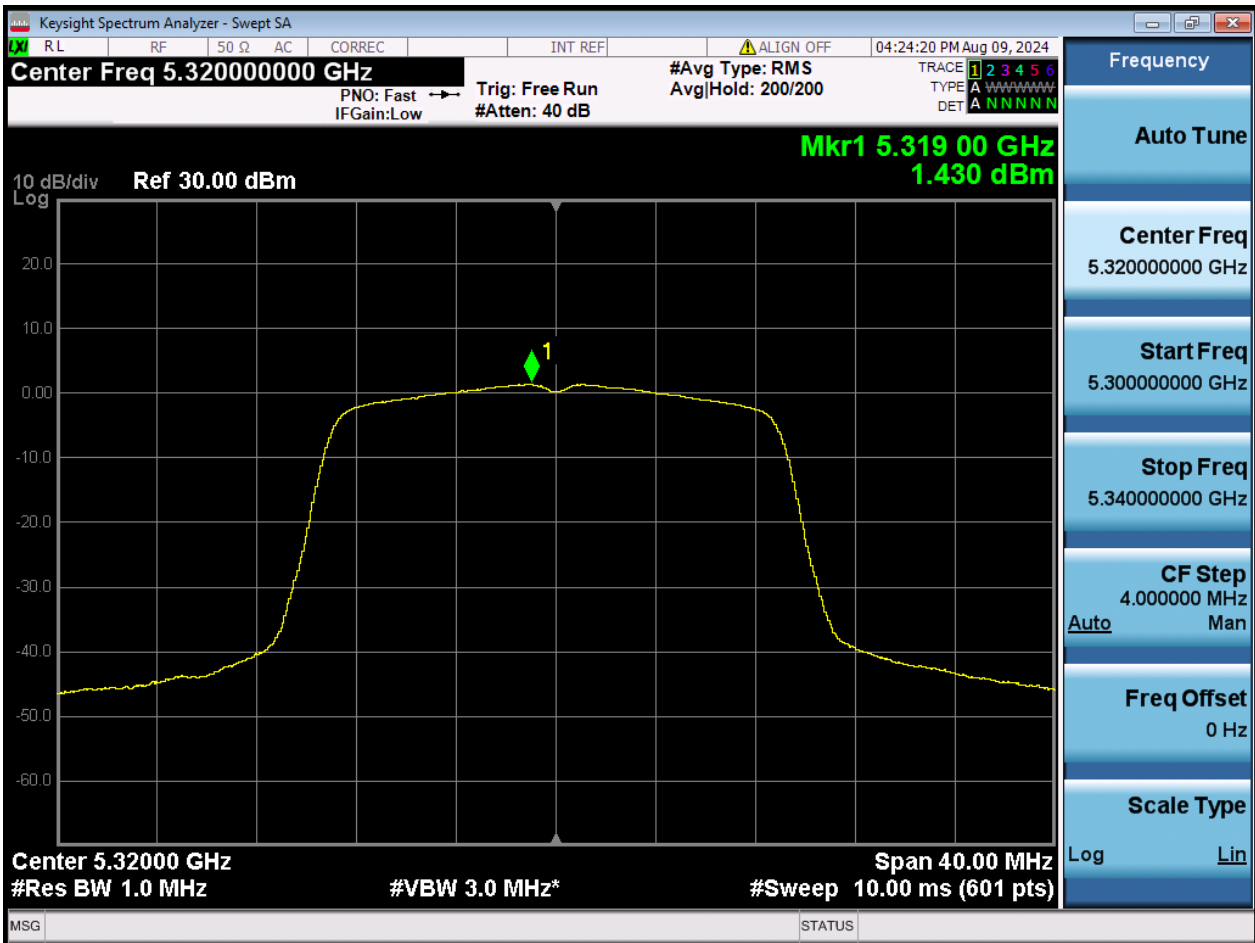 Keysight Spectrum Analyzer - Swept SA
LXI RL RF 50 Ω AC CORREC INT REF ALIGN OFF 04:24:20 PM Aug 09, 2024
Center Freq 5.320000000 GHz
PNO: Fast
IFGain:Low
Trig: Free Run
#Atten: 40 dB
#Avg Type: RMS
Avg|Hold: 200/200
TRACE 1 2 3 4 5 6
TYPE A WWWWWW
DET A N N N N N
Mkr1 5.319 00 GHz
1.430 dBm
10 dB/div Ref 30.00 dBm
Log
20.0
10.0
0.00
-10.0
-20.0
-30.0
-40.0
-50.0
-60.0
1
Center 5.32000 GHz Span 40.00 MHz
#Res BW 1.0 MHz #VBW 3.0 MHz* #Sweep 10.00 ms (601 pts)
MSG STATUS
Frequency
Auto Tune
Center Freq
5.320000000 GHz
Start Freq
5.300000000 GHz
Stop Freq
5.340000000 GHz
CF Step
4.000000 MHz
Auto Man
Freq Offset
0 Hz
Scale Type
Log Lin